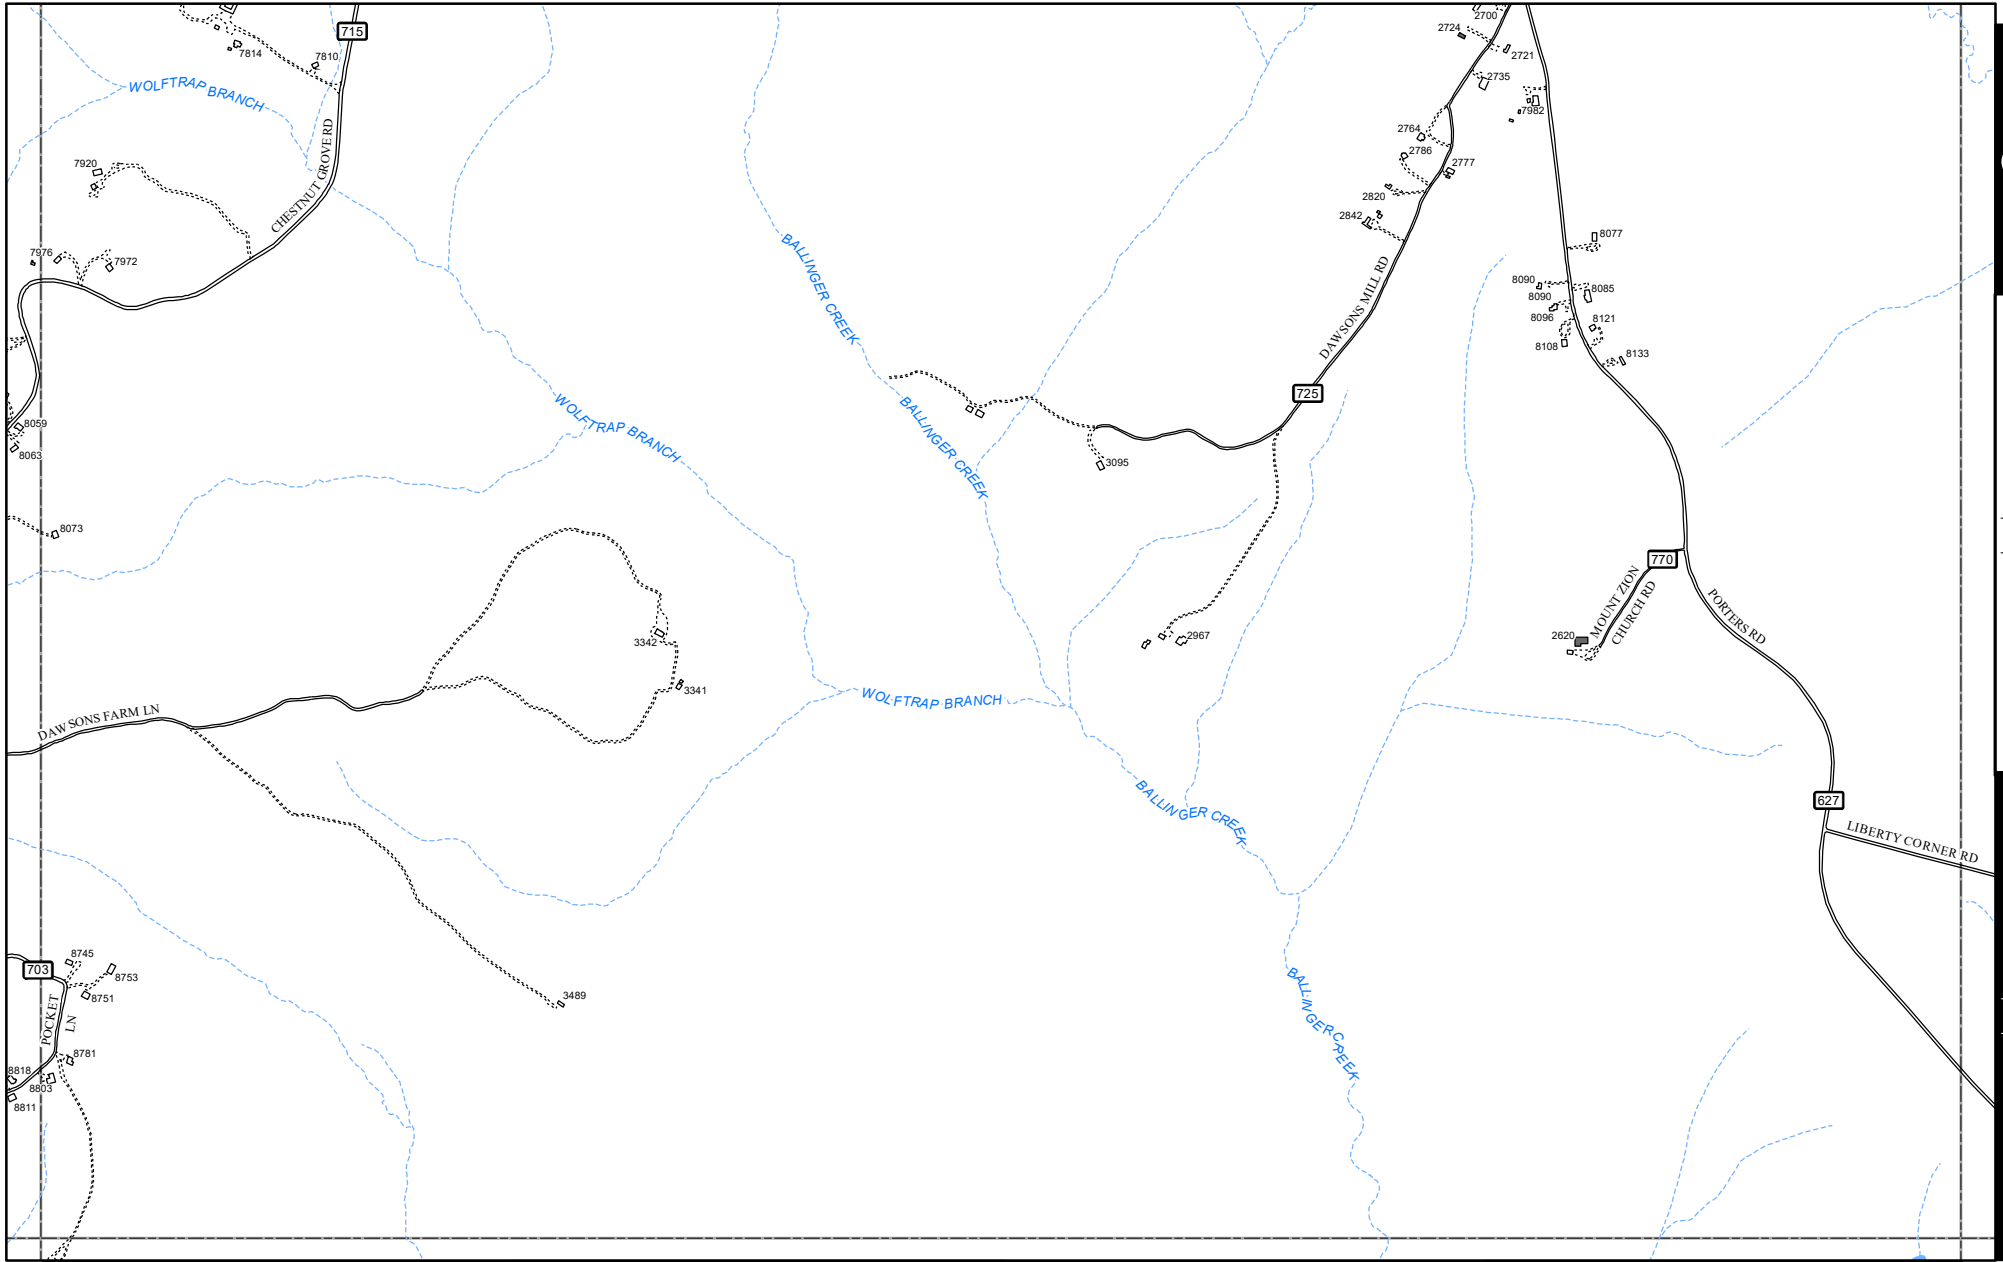 2700
715
2724
7814
7810
2721
2735
WOLFTRAP BRANCH
7982
2764
2786
2777
7920
CHESTNUT GROVE RD
2820
2842
8077
7976
7972
BALLINGER CREEK
8090
8085
8090
8096
8121
DAWSONS MILL RD
8108
8133
725
WOLFTRAP BRANCH
BALLINGER CREEK
8059
8063
3095
8073
770
MOUNT ZION
CHURCH RD
PORTERS RD
2620
2967
3342
3341
WOLFTRAP BRANCH
DAWSONS FARM LN
BALLINGER CREEK
627
LIBERTY CORNER RD
8745
703
8753
8751
3489
BALLINGER CREEK
POCKET
LN
8781
8818
8803
8811